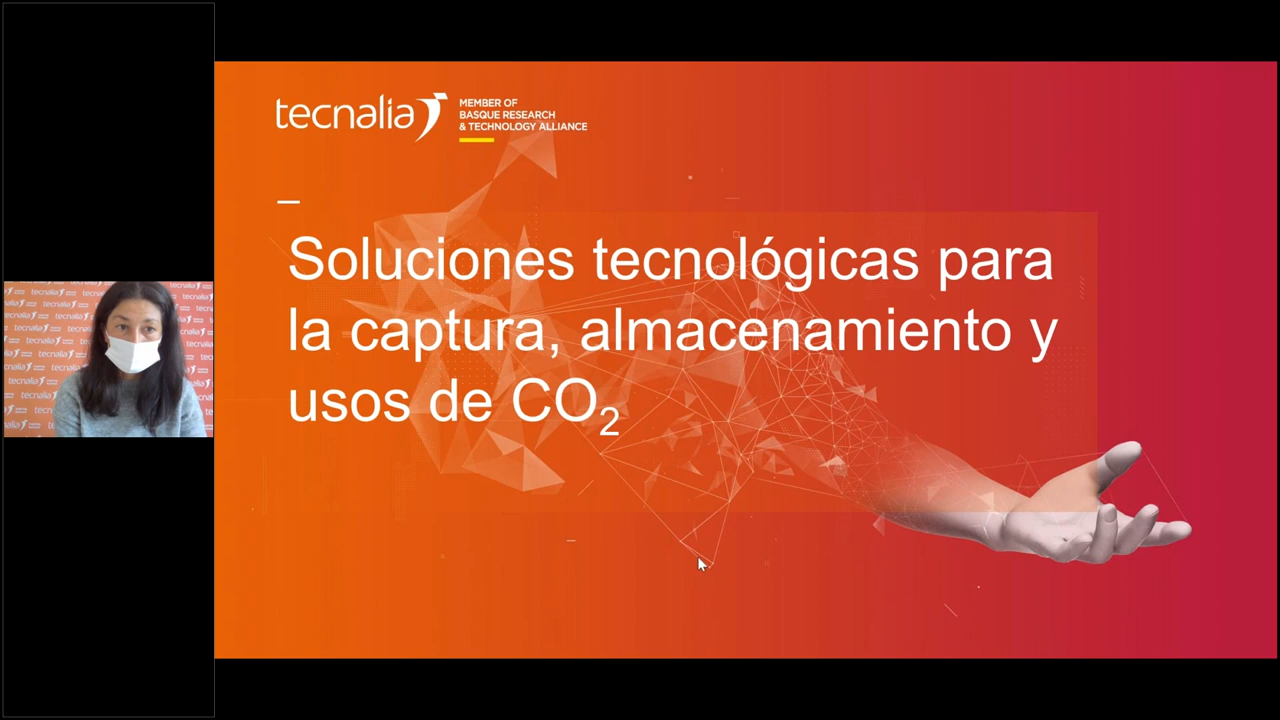 tecnalia
MEMBER OF
BASQUE RESEARCH
& TECHNOLOGY ALLIANCE
Soluciones tecnológicas para
la captura, almacenamiento y
usos de CO₂